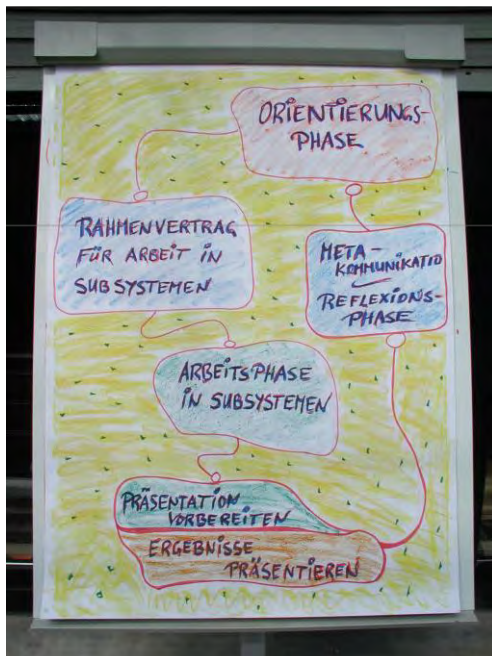 ORIENTIERUNGS-
PHASE
RAHMENVERTRAG
FÜR ARBEIT IN
SUBSYSTEMEN
META-
KOMMUNIKATIO
REFLEXIONS-
PHASE
ARBEITSPHASE
IN SUBSYSTEMEN
PRÄSENTATION
VORBEREITEN
ERGEBNISSE
PRÄSENTIEREN